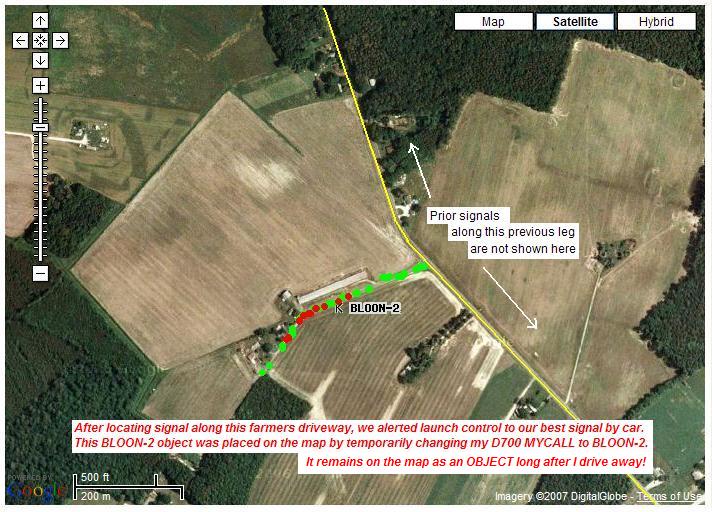 Map
Satellite
Hybrid
Prior signals
along this previous leg
are not shown here
BLOON-2
After locating signal along this farmers driveway, we alerted launch control to our best signal by car.
This BLOON-2 object was placed on the map by temporarily changing my D700 MYCALL to BLOON-2.
It remains on the map as an OBJECT long after I drive away!
POWERED BY
Google
500 ft
200 m
Imagery ©2007 DigitalGlobe - Terms of Use